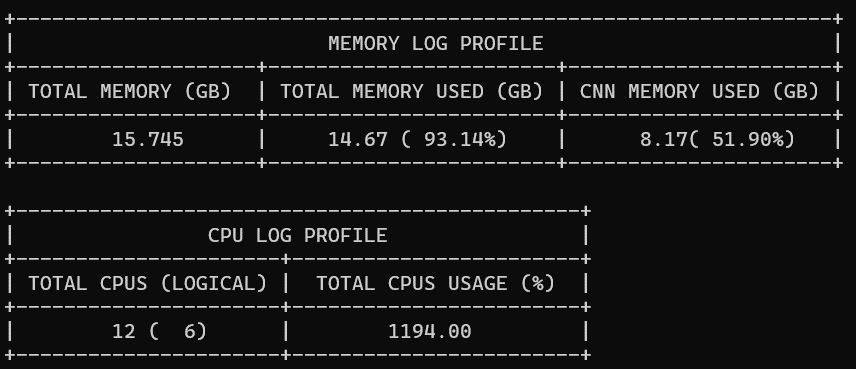 MEMORY LOG PROFILE
TOTAL MEMORY (GB) | TOTAL MEMORY USED (GB) | CNN MEMORY USED (GB)
15.745 | 14.67 ( 93.14%) | 8.17( 51.90%)
CPU LOG PROFILE
TOTAL CPUS (LOGICAL) | TOTAL CPUS USAGE (%)
12 (  6) | 1194.00